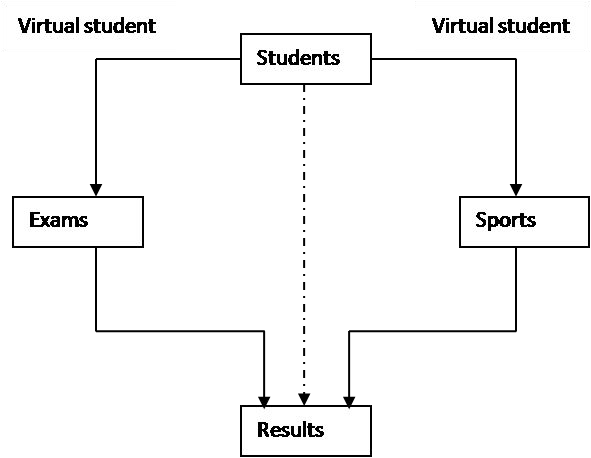 Virtual student
Virtual student
Students
Exams
Sports
Results